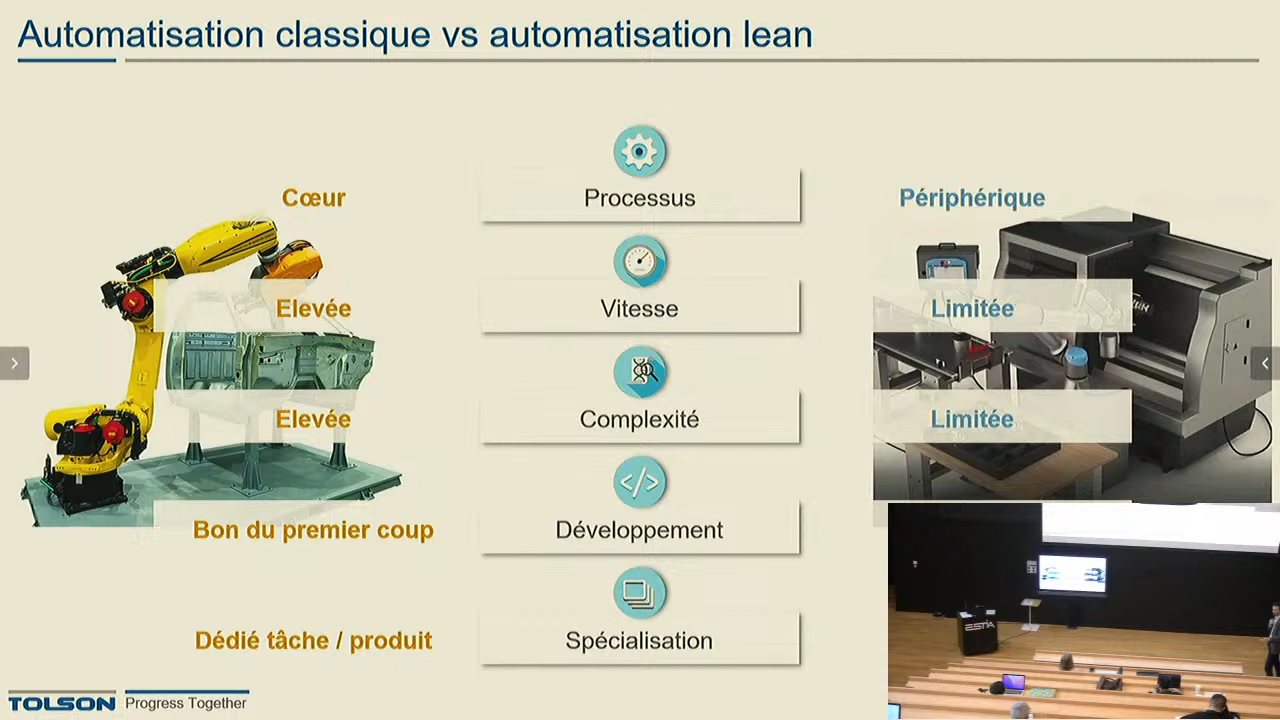 Automatisation classique vs automatisation lean
Cœur
Processus
Périphérique
Elevée
Vitesse
Limitée
Elevée
Complexité
Limitée
Bon du premier coup
Développement
Dédié tâche / produit
Spécialisation
TOLSON Progress Together
ESTIA